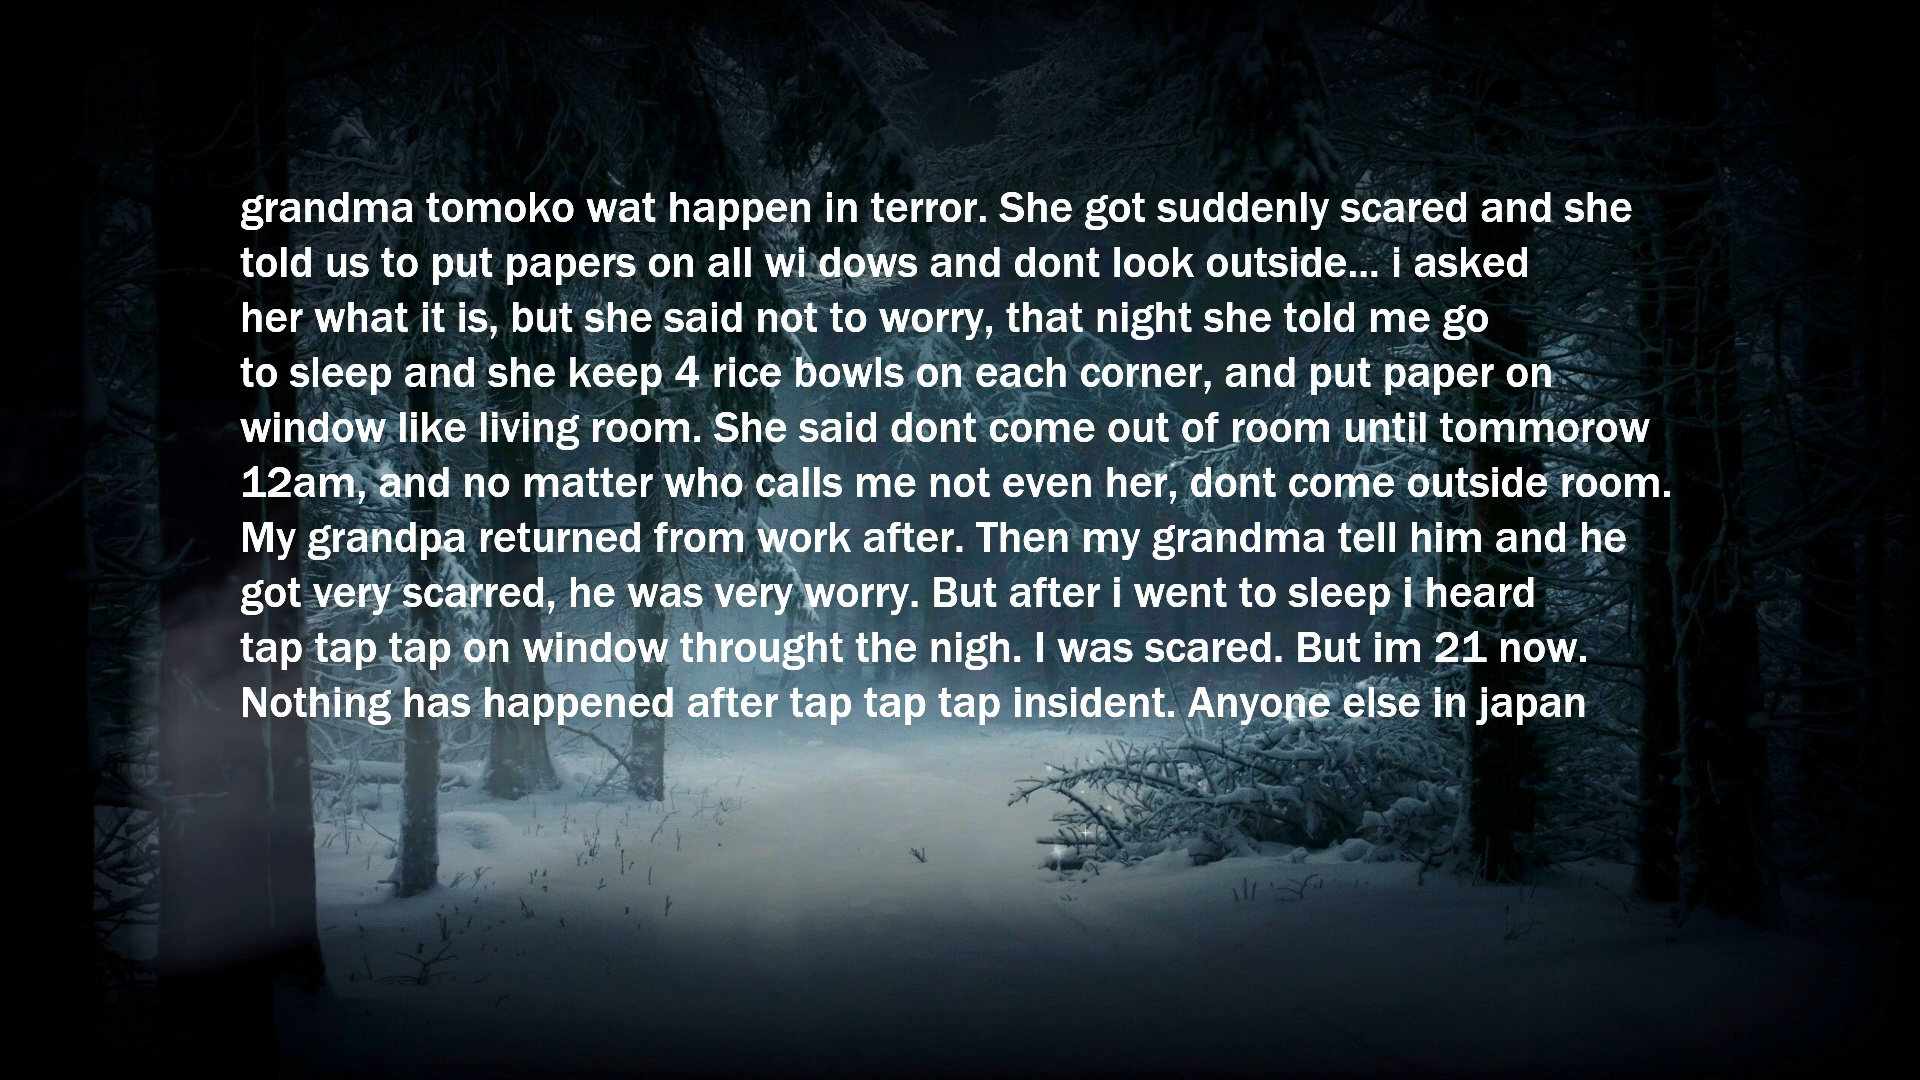 grandma tomoko wat happen in terror. She got suddenly scared and she
told us to put papers on all wi dows and dont look outside... i asked
her what it is, but she said not to worry, that night she told me go
to sleep and she keep 4 rice bowls on each corner, and put paper on
window like living room. She said dont come out of room until tommorow
12am, and no matter who calls me not even her, dont come outside room.
My grandpa returned from work after. Then my grandma tell him and he
got very scarred, he was very worry. But after i went to sleep i heard
tap tap tap on window throught the nigh. I was scared. But im 21 now.
Nothing has happened after tap tap tap insident. Anyone else in japan